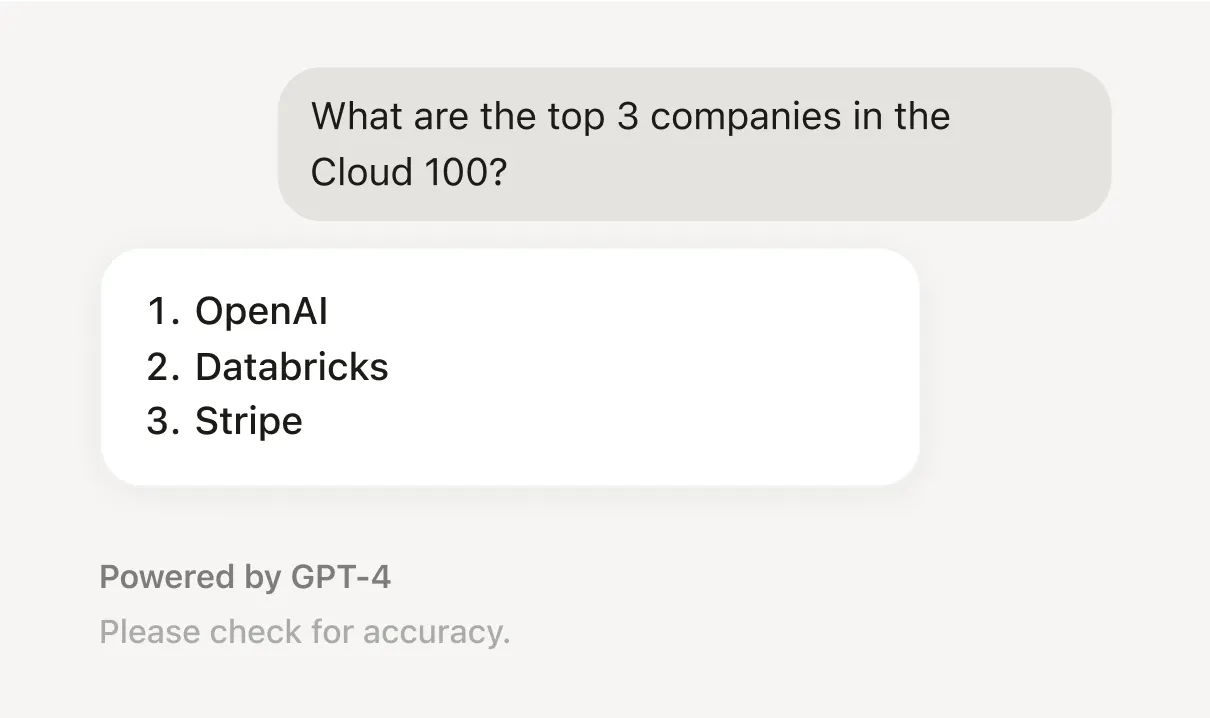 What are the top 3 companies in the
Cloud 100?
1. OpenAI
2. Databricks
3. Stripe
Powered by GPT-4
Please check for accuracy.